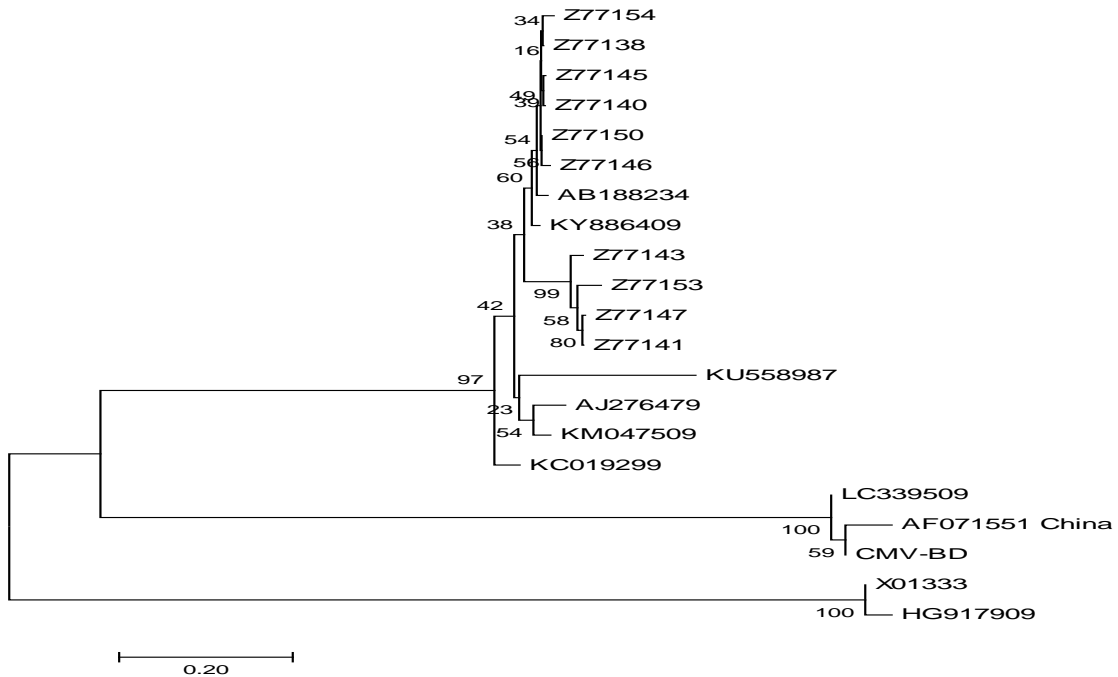 34
Z77154
16
Z77138
Z77145
49
39
Z77140
54
Z77150
56
Z77146
60
AB188234
38
KY886409
Z77143
99
Z77153
42
58
Z77147
80
Z77141
97
KU558987
23
AJ276479
54
KM047509
KC019299
LC339509
100
AF071551 China
59
CMV-BD
X01333
100
HG917909
0.20